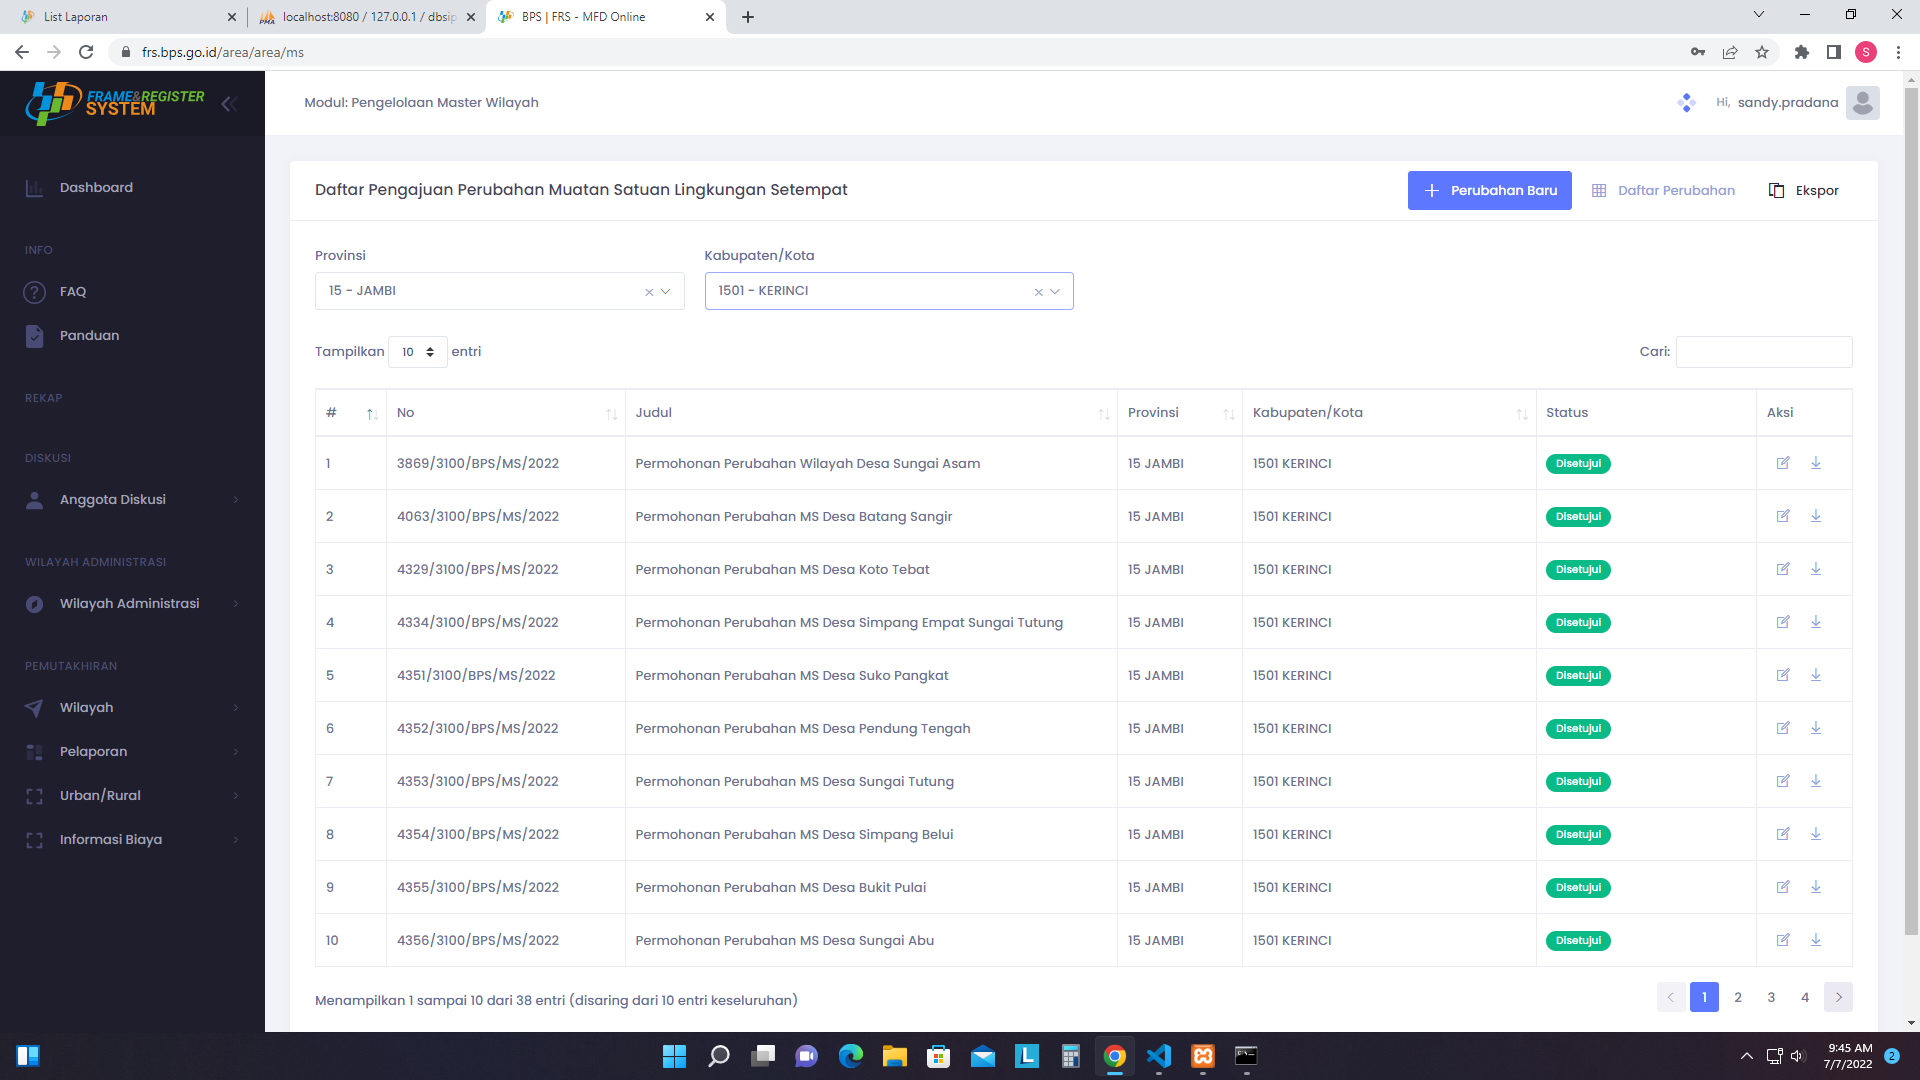 List Laporan
localhost:8080 / 127.0.0.1 / dbsip
BPS | FRS - MFD Online
frs.bps.go.id/area/area/ms
S
FRAME&REGISTER
SYSTEM
Modul: Pengelolaan Master Wilayah
Hi, sandy.pradana
Dashboard
INFO
FAQ
Panduan
REKAP
DISKUSI
Anggota Diskusi
WILAYAH ADMINISTRASI
Wilayah Administrasi
PEMUTAKHIRAN
Wilayah
Pelaporan
Urban/Rural
Informasi Biaya
Daftar Pengajuan Perubahan Muatan Satuan Lingkungan Setempat
Perubahan Baru
Daftar Perubahan
Ekspor
Provinsi
Kabupaten/Kota
15 - JAMBI
1501 - KERINCI
Tampilkan 10 entri
Cari:
# No Judul Provinsi Kabupaten/Kota Status Aksi
1 3869/3100/BPS/MS/2022 Permohonan Perubahan Wilayah Desa Sungai Asam 15 JAMBI 1501 KERINCI Disetujui
2 4063/3100/BPS/MS/2022 Permohonan Perubahan MS Desa Batang Sangir 15 JAMBI 1501 KERINCI Disetujui
3 4329/3100/BPS/MS/2022 Permohonan Perubahan MS Desa Koto Tebat 15 JAMBI 1501 KERINCI Disetujui
4 4334/3100/BPS/MS/2022 Permohonan Perubahan MS Desa Simpang Empat Sungai Tutung 15 JAMBI 1501 KERINCI Disetujui
5 4351/3100/BPS/MS/2022 Permohonan Perubahan MS Desa Suko Pangkat 15 JAMBI 1501 KERINCI Disetujui
6 4352/3100/BPS/MS/2022 Permohonan Perubahan MS Desa Pendung Tengah 15 JAMBI 1501 KERINCI Disetujui
7 4353/3100/BPS/MS/2022 Permohonan Perubahan MS Desa Sungai Tutung 15 JAMBI 1501 KERINCI Disetujui
8 4354/3100/BPS/MS/2022 Permohonan Perubahan MS Desa Simpang Belui 15 JAMBI 1501 KERINCI Disetujui
9 4355/3100/BPS/MS/2022 Permohonan Perubahan MS Desa Bukit Pulai 15 JAMBI 1501 KERINCI Disetujui
10 4356/3100/BPS/MS/2022 Permohonan Perubahan MS Desa Sungai Abu 15 JAMBI 1501 KERINCI Disetujui
Menampilkan 1 sampai 10 dari 38 entri (disaring dari 10 entri keseluruhan)
1 2 3 4
9:45 AM
7/7/2022
2